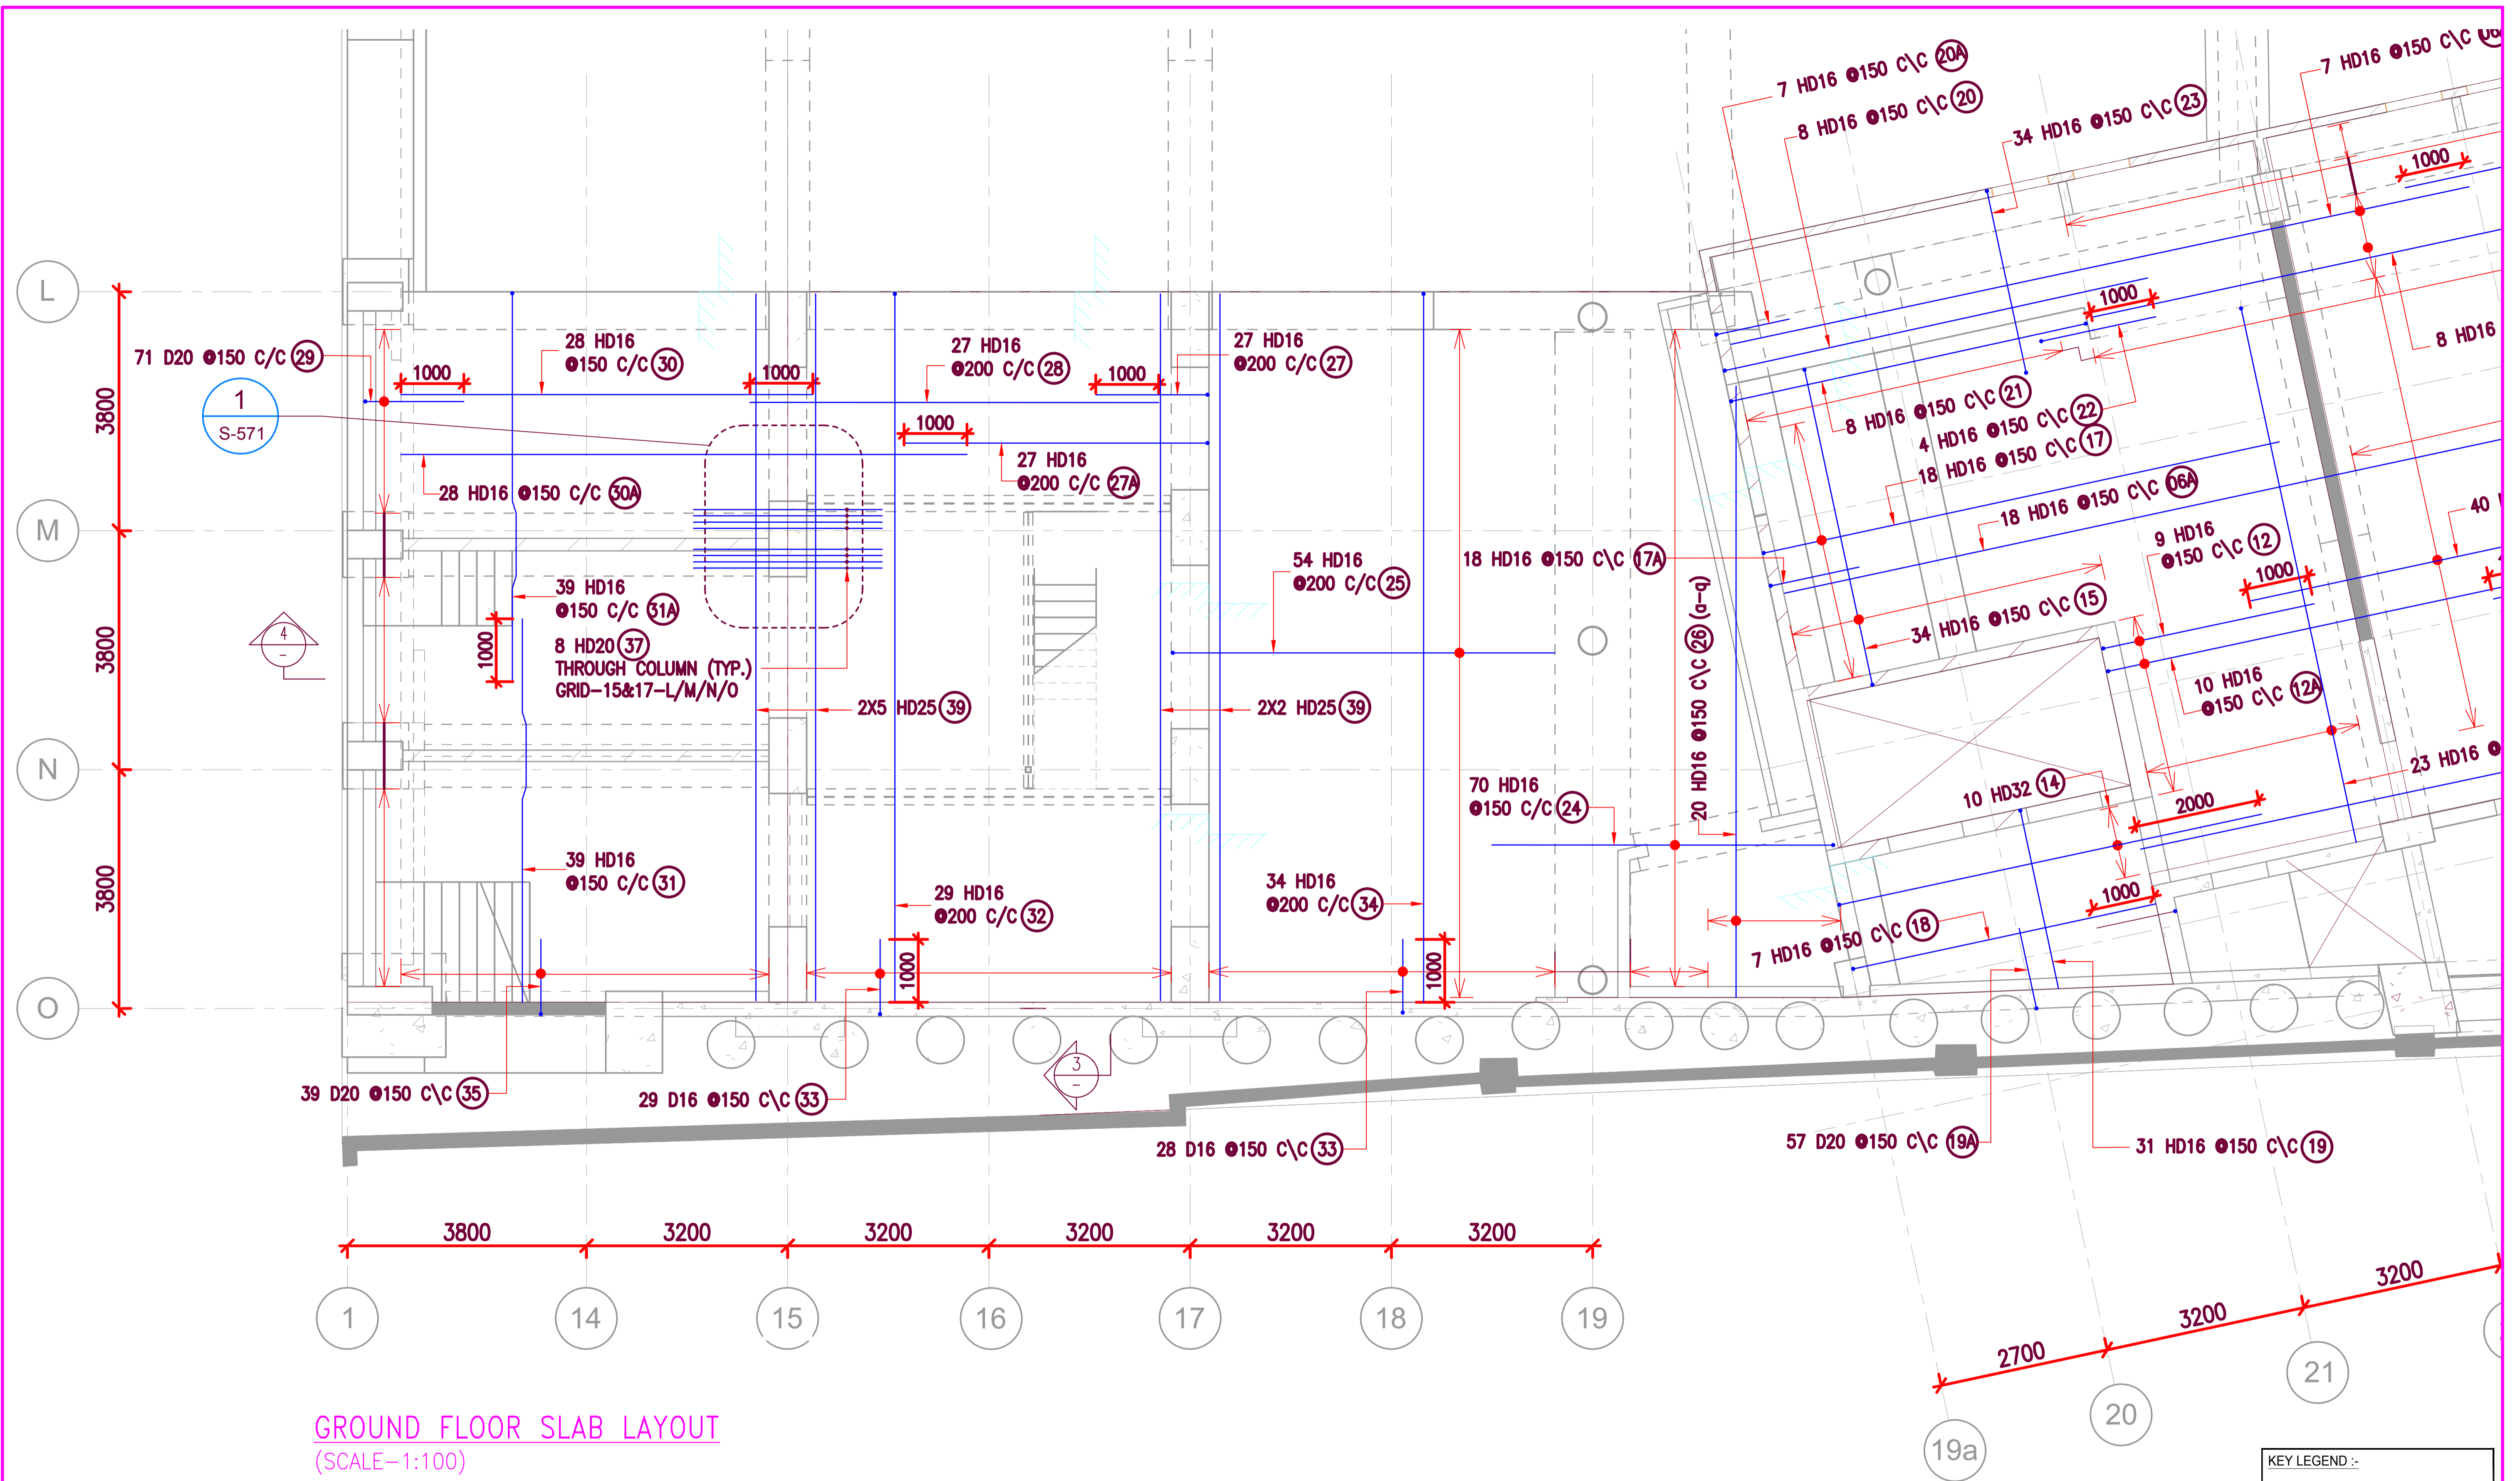 7 HD16 @150 C\C 20A
8 HD16 @150 C\C 20
34 HD16 @150 C\C 23
7 HD16 @150 C\C
1000
L
71 D20 @150 C/C 29
28 HD16
@150 C/C 30
27 HD16
@200 C/C 28
27 HD16
@200 C/C 27
1000
1000
1000
1000
8 HD16
3800
1
S-571
1000
8 HD16 @150 C\C 21
4 HD16 @150 C\C 22
18 HD16 @150 C\C 17
28 HD16 @150 C/C 30A
27 HD16
@200 C/C 27A
M
18 HD16 @150 C\C 06A
40
54 HD16
@200 C/C 25
18 HD16 @150 C\C 17A
9 HD16
@150 C\C 12
1000
39 HD16
@150 C/C 31A
20 HD16 @150 C\C 26 (a-q)
34 HD16 @150 C\C 15
4
-
3800
1000
8 HD20 37
THROUGH COLUMN (TYP.)
GRID-15&17-L/M/N/O
2X5 HD25 39
2X2 HD25 39
10 HD16
@150 C\C 12A
N
23 HD16 @
70 HD16
@150 C/C 24
10 HD32 14
2000
3800
39 HD16
@150 C/C 31
29 HD16
@200 C/C 32
34 HD16
@200 C/C 34
1000
7 HD16 @150 C\C 18
1000
1000
O
3
-
39 D20 @150 C\C 35
29 D16 @150 C\C 33
28 D16 @150 C\C 33
57 D20 @150 C\C 19A
31 HD16 @150 C\C 19
3800
3200
3200
3200
3200
3200
1
14
15
16
17
18
19
2700
3200
3200
19a
20
21
GROUND FLOOR SLAB LAYOUT
(SCALE-1:100)
KEY LEGEND :-